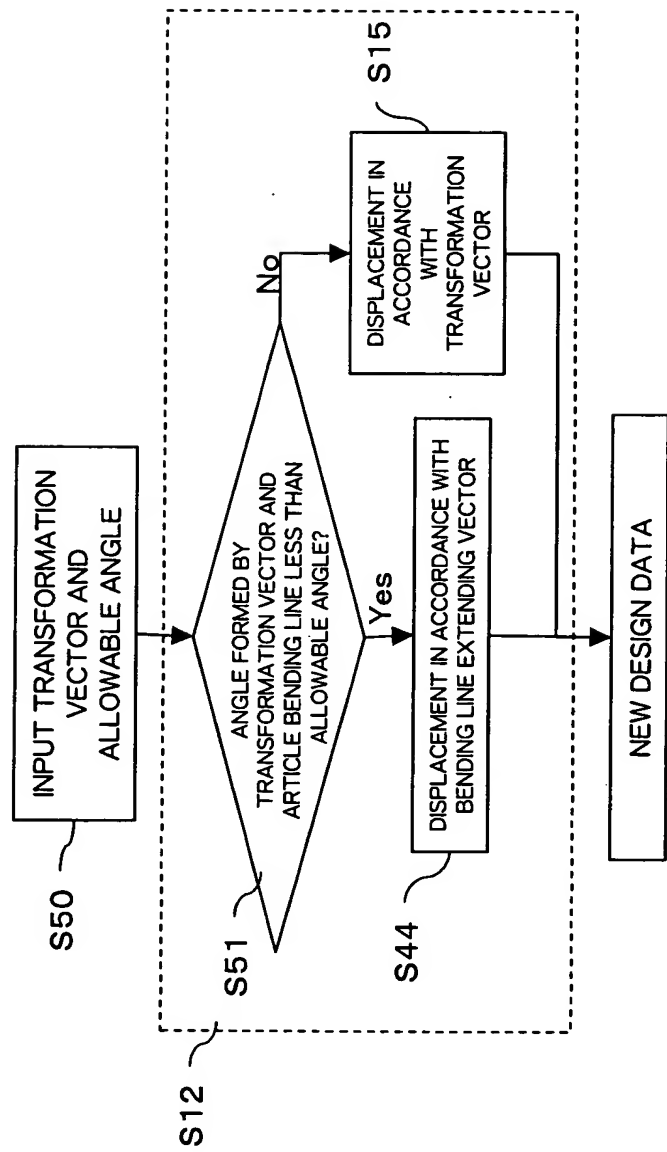 S50
INPUT TRANSFORMATION
VECTOR AND
ALLOWABLE ANGLE
S12
S51
ANGLE FORMED BY
TRANSFORMATION VECTOR AND
ARTICLE BENDING LINE LESS THAN
ALLOWABLE ANGLE?
No
Yes
S15
DISPLACEMENT IN
ACCORDANCE
WITH
TRANSFORMATION
VECTOR
S44
DISPLACEMENT IN ACCORDANCE WITH
BENDING LINE EXTENDING VECTOR
NEW DESIGN DATA